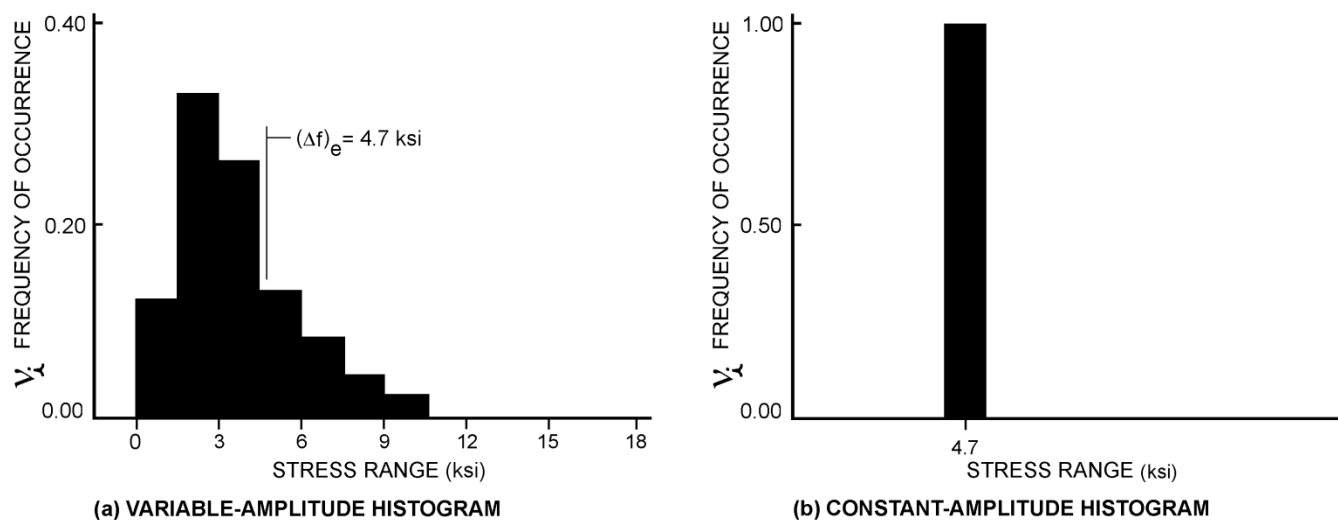 0.40
0.20
0.00
νᵢ FREQUENCY OF OCCURRENCE
(Δf)e = 4.7 ksi
0 3 6 9 12 15 18
STRESS RANGE (ksi)
(a) VARIABLE-AMPLITUDE HISTOGRAM
1.00
0.50
0.00
νᵢ FREQUENCY OF OCCURRENCE
4.7
STRESS RANGE (ksi)
(b) CONSTANT-AMPLITUDE HISTOGRAM